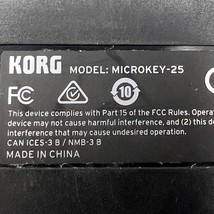 KORG MODEL: MICROKEY-25
FC 10
This device complies with Part 15 of the FCC Rules. Operat
device may not cause harmful interference, and (2) this d
interference that may cause undesired operation.
CAN ICES-3 B / NMB-3 B
MADE IN CHINA